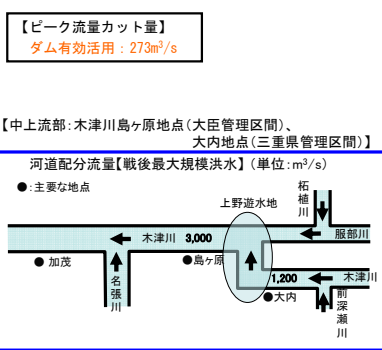 【ピーク流量カット量】
ダム有効活用：273m³/s
【中上流部：木津川島ヶ原地点（大臣管理区間）、
大内地点（三重県管理区間）】
河道配分流量【戦後最大規模洪水】（単位：m³/s）
●：主要な地点
上野遊水地
柘植川
木津川 3,000
服部川
●加茂
●島ヶ原
名張川
1,200
木津川
●大内
前深瀬川